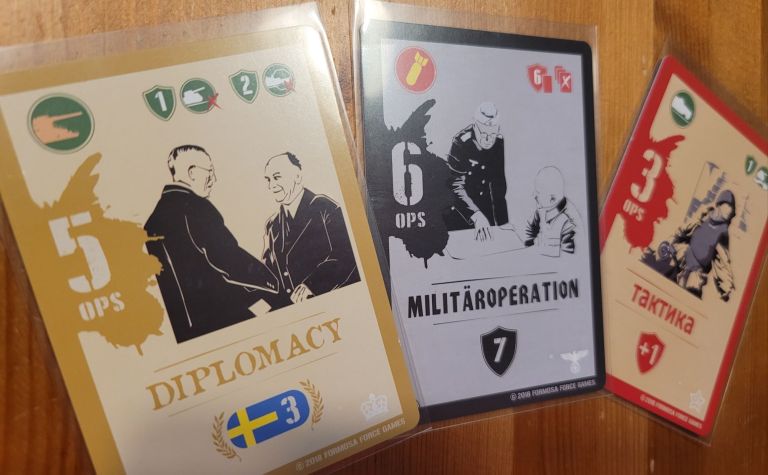 1
2
5
OPS
DIPLOMACY
3
© 2018 FORMOSA FORCE GAMES
6
6
OPS
MILITÄROPERATION
7
© 2018 FORMOSA FORCE GAMES
1
3
OPS
тактика
+1
© 2018 FORMOSA FORCE GAMES